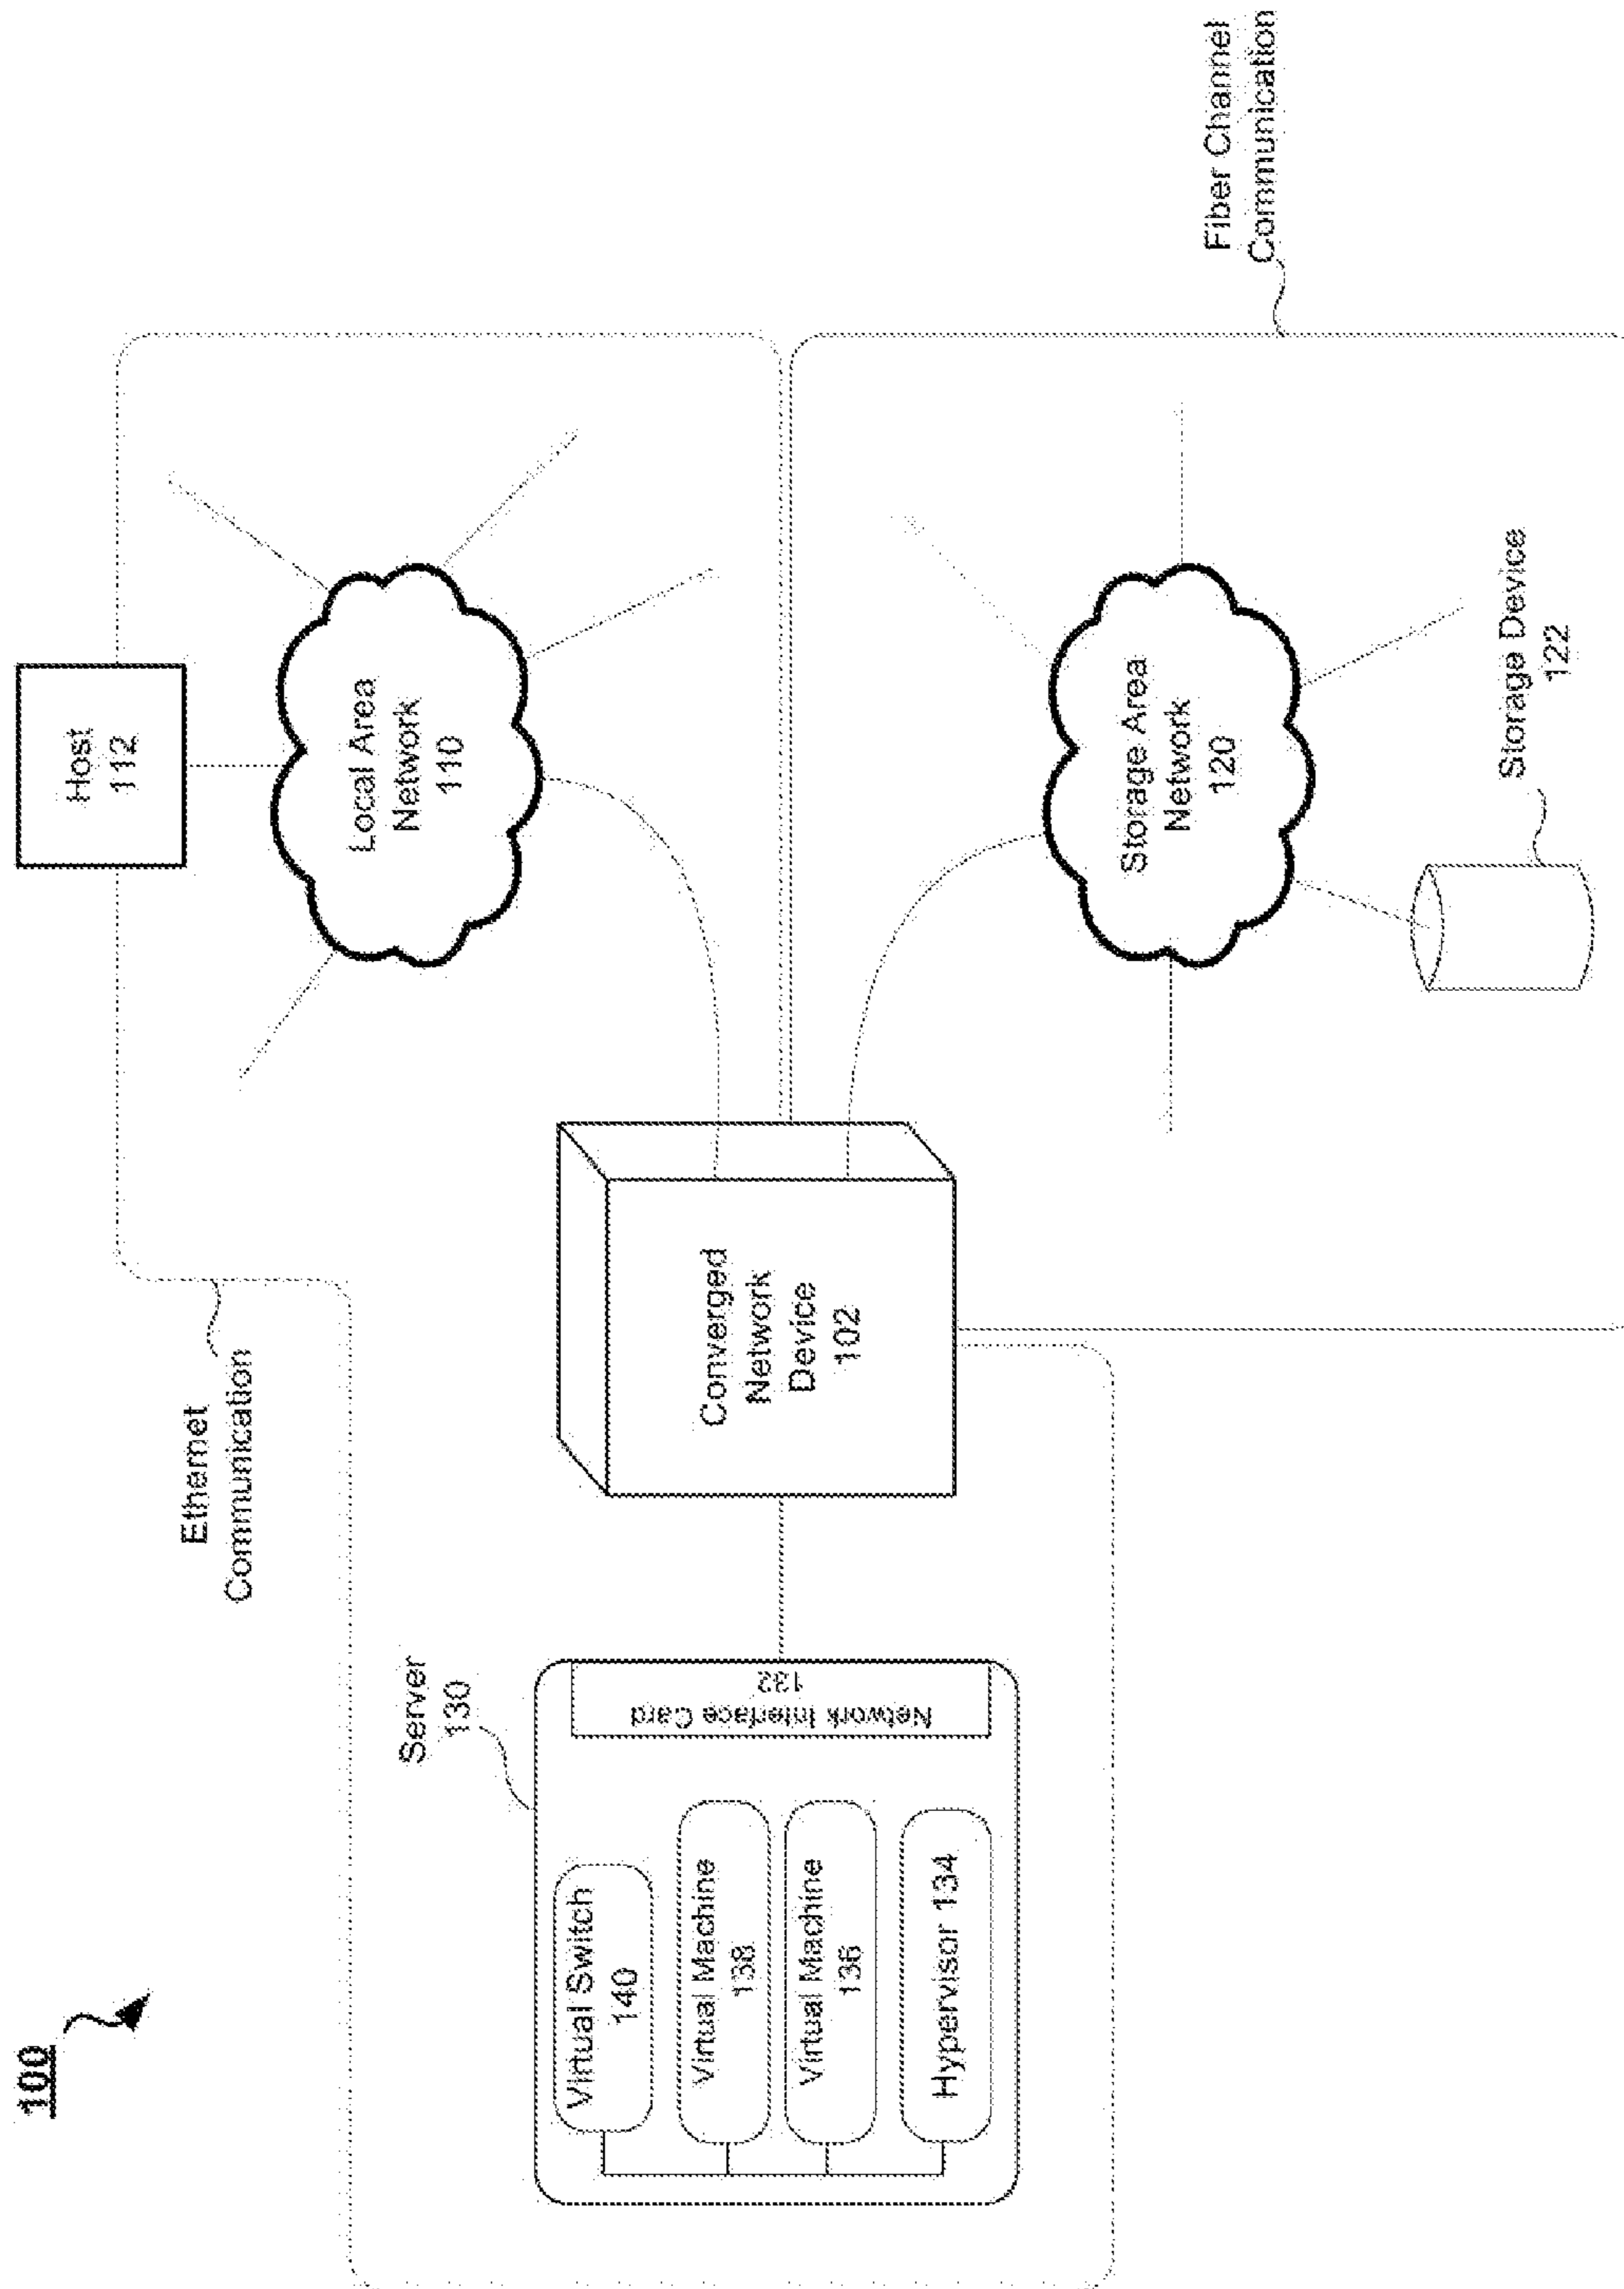 100
Ethernet
Communication
Host
112
Local Area
Network
110
Server
130
Virtual Switch
140
Virtual Machine
138
Virtual Machine
136
Hypervisor 134
Network Interface Card
132
Converged
Network
Device
102
Storage Area
Network
120
Storage Device
122
Fiber Channel
Communication